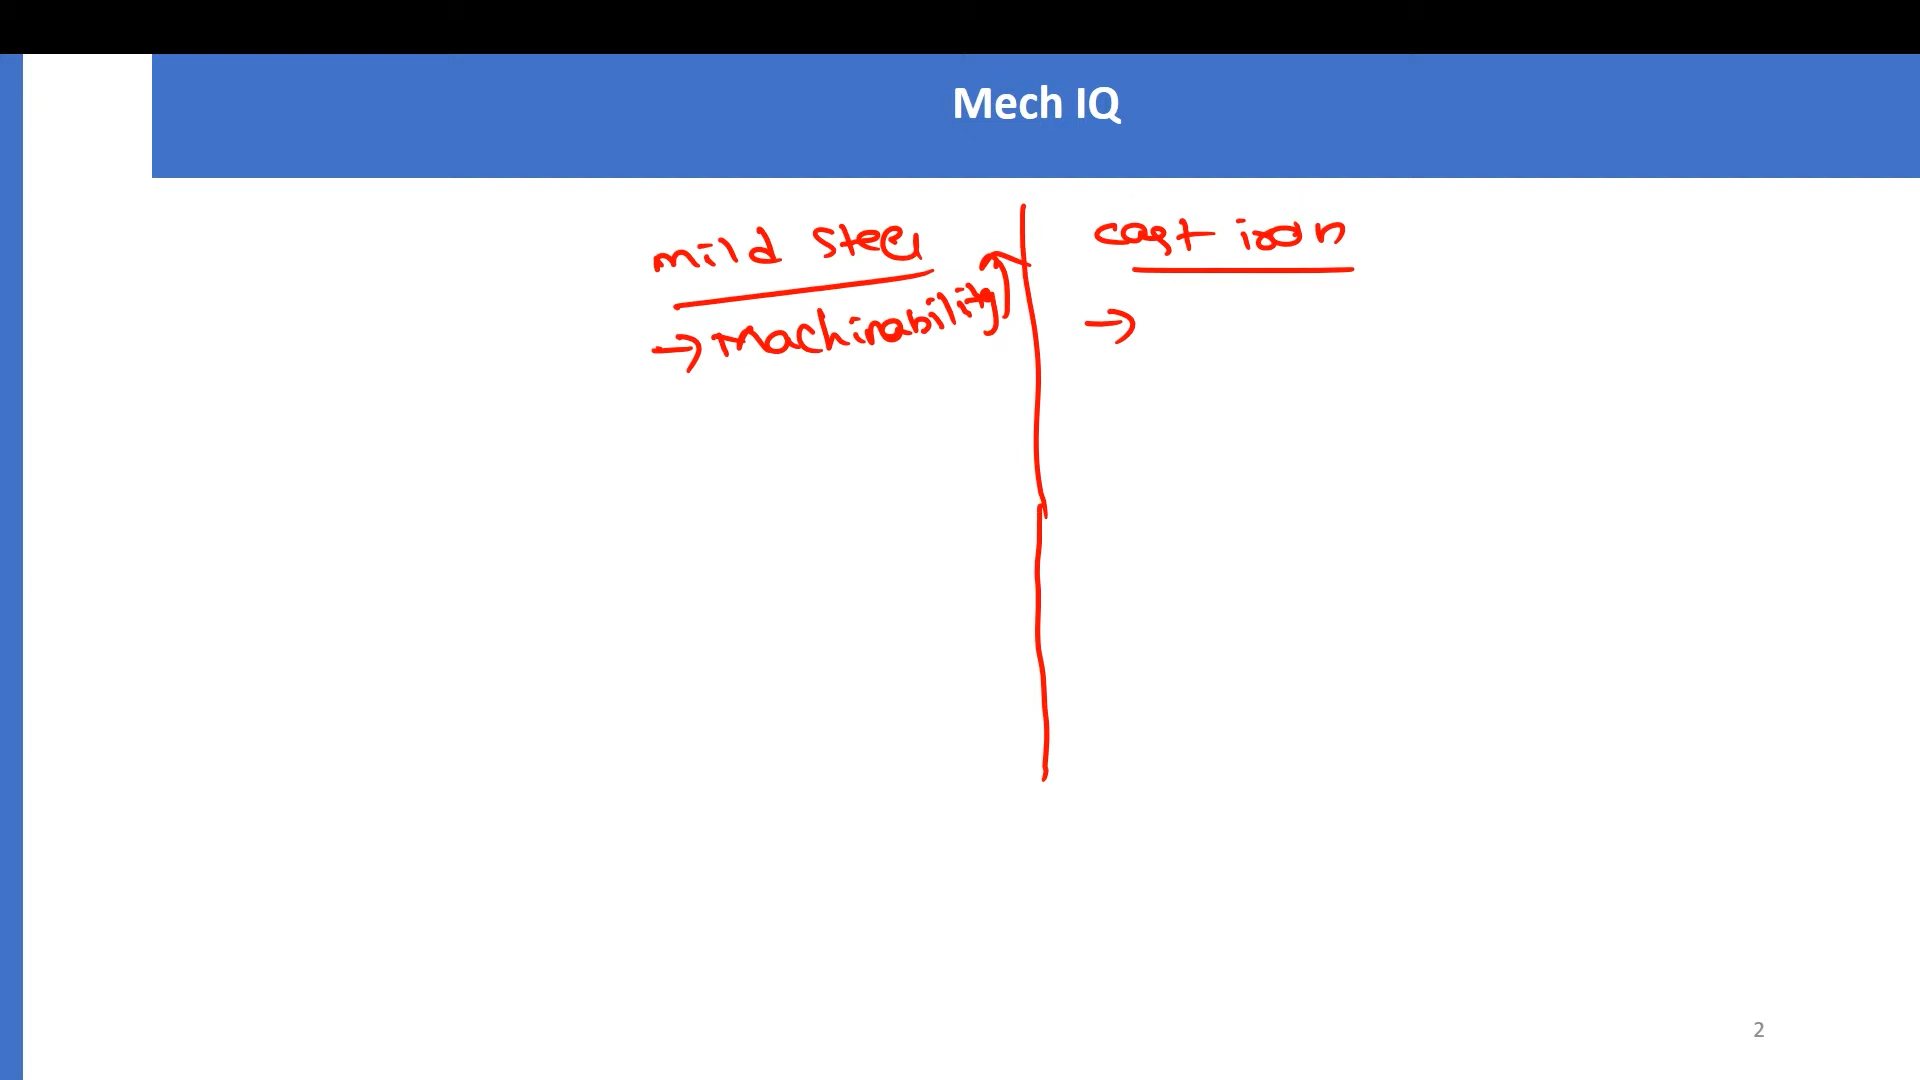 Mech IQ
mild steel
→ machinability ↑
cast iron
→
2